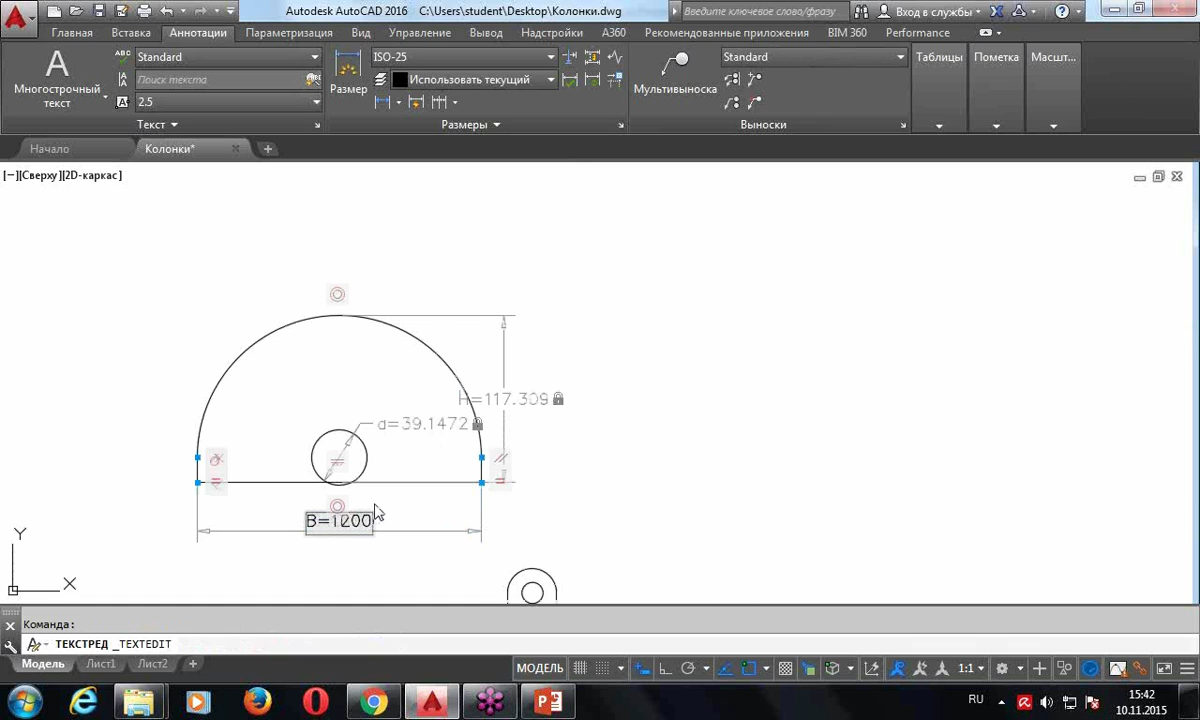 Autodesk AutoCAD 2016 C:\Users\student\Desktop\Колонки.dwg
Введите ключевое слово/фразу
Вход в службы
Главная Вставка Аннотации Параметризация Вид Управление Вывод Надстройки A360 Рекомендованные приложения BIM 360 Performance
Многострочный текст
Standard
Поиск текста
2.5
Текст
Размер
ISO-25
Использовать текущий
Размеры
Мультивыноска
Standard
Выноски
Таблицы
Пометка
Масшт...
Начало
Колонки*
[−][Сверху][2D-каркас]
h=117.309
d=39.1472
B=1200
Y
X
Команда:
ТЕКСТРЕД _TEXTEDIT
Модель Лист1 Лист2
МОДЕЛЬ
1:1
RU
15:42
10.11.2015